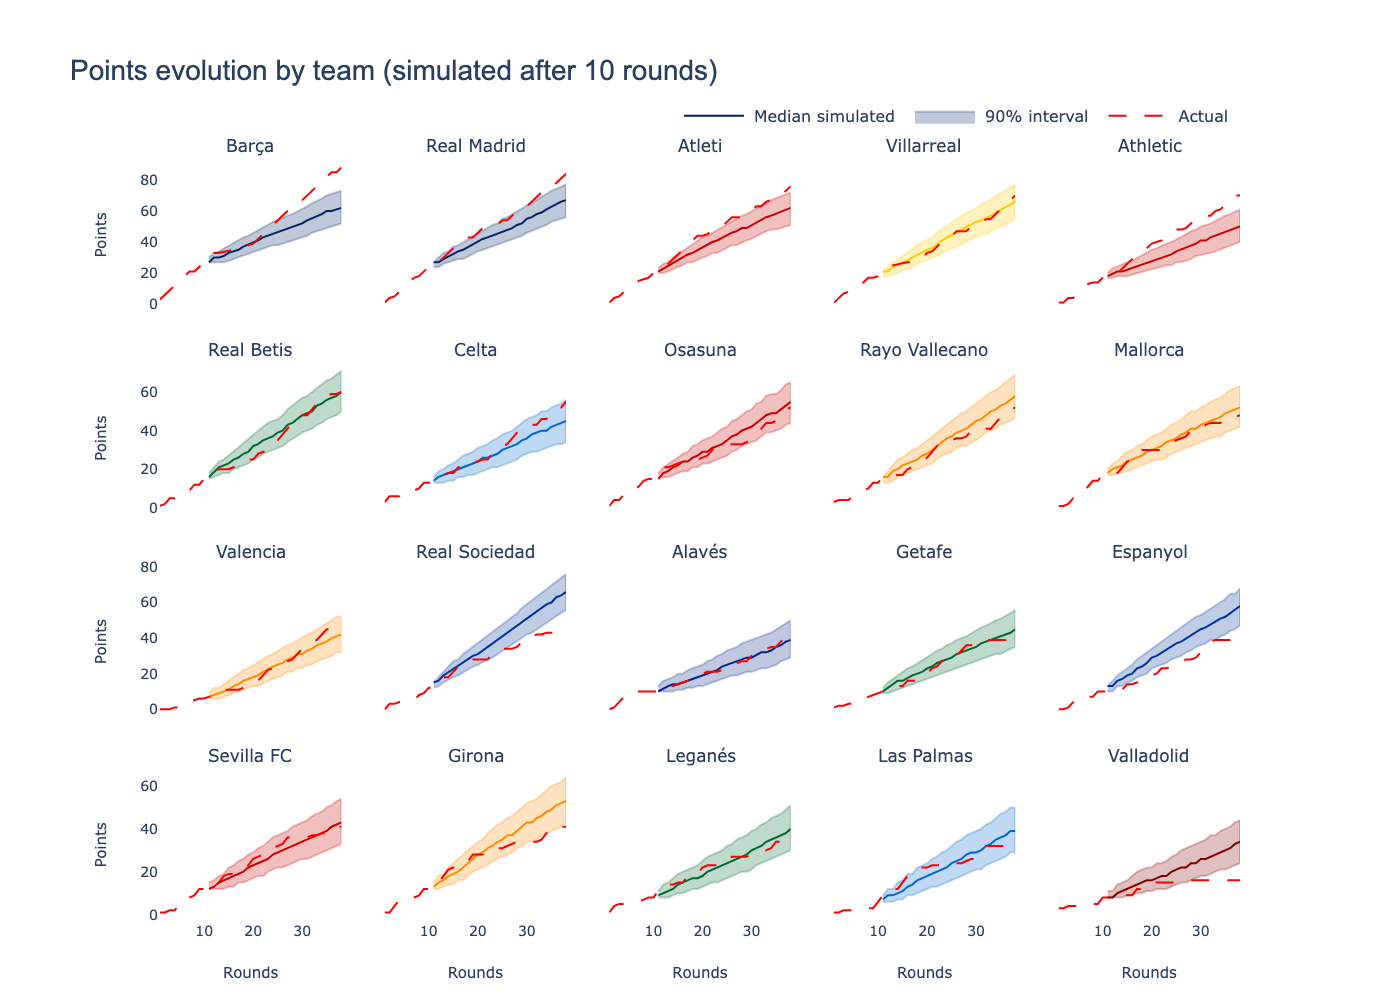 Points evolution by team (simulated after 10 rounds)
Median simulated 90% interval Actual
Barça Real Madrid Atleti Villarreal Athletic
80
60
40
20
0
Points
Real Betis Celta Osasuna Rayo Vallecano Mallorca
60
40
20
0
Points
Valencia Real Sociedad Alavés Getafe Espanyol
80
60
40
20
0
Points
Sevilla FC Girona Leganés Las Palmas Valladolid
60
40
20
0
Points
10 20 30 10 20 30 10 20 30 10 20 30 10 20 30
Rounds Rounds Rounds Rounds Rounds